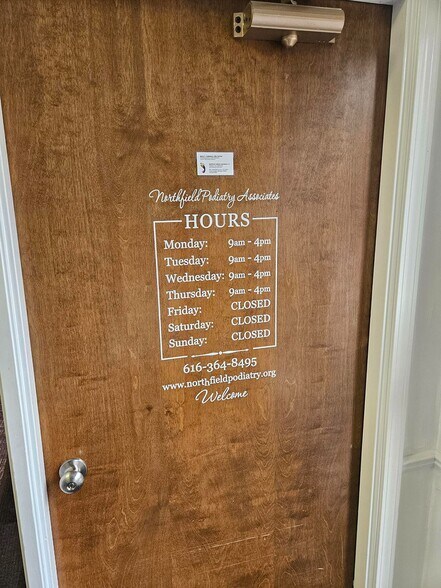 Northfield Podiatry Associates
HOURS
Monday: 9am - 4pm
Tuesday: 9am - 4pm
Wednesday: 9am - 4pm
Thursday: 9am - 4pm
Friday: CLOSED
Saturday: CLOSED
Sunday: CLOSED
616-364-8495
www.northfieldpodiatry.org
Welcome